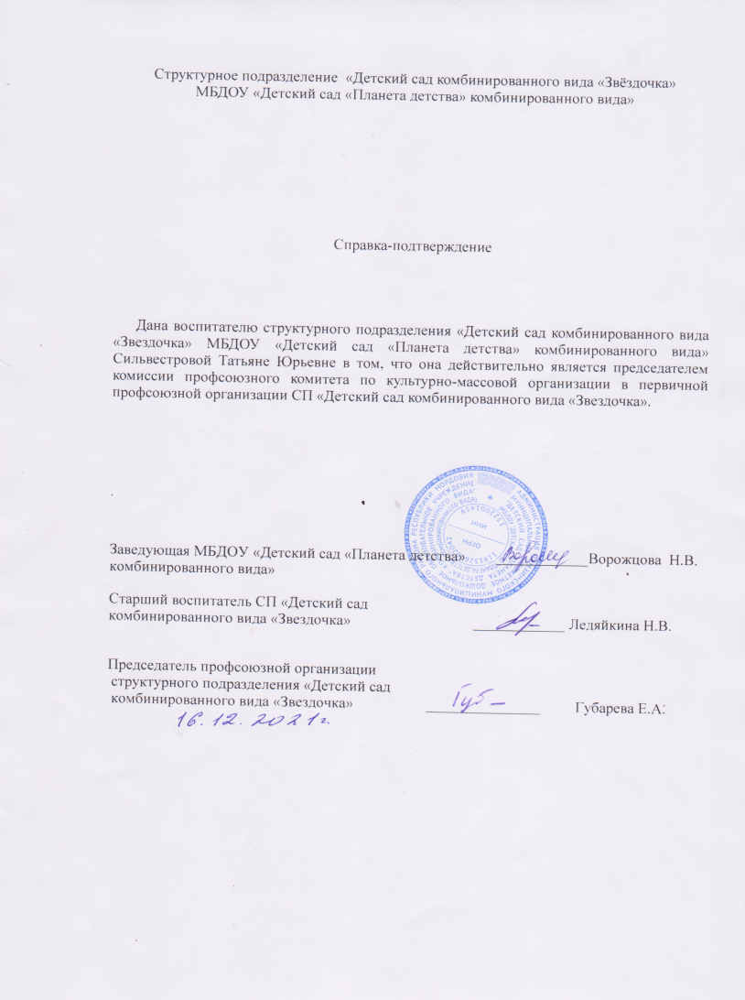 Структурное подразделение «Детский сад комбинированного вида «Звёздочка»
МБДОУ «Детский сад «Планета детства» комбинированного вида»
Справка-подтверждение
Дана воспитателю структурного подразделения «Детский сад комбинированного вида
«Звездочка» МБДОУ «Детский сад «Планета детства» комбинированного вида»
Сильвестровой Татьяне Юрьевне в том, что она действительно является председателем
комиссии профсоюзного комитета по культурно-массовой организации в первичной
профсоюзной организации СП «Детский сад комбинированного вида «Звездочка».
Заведующая МБДОУ «Детский сад «Планета детства» Ворожцова Н.В.
комбинированного вида»
Старший воспитатель СП «Детский сад
комбинированного вида «Звездочка» Ледяйкина Н.В.
Председатель профсоюзной организации
структурного подразделения «Детский сад
комбинированного вида «Звездочка» Губарева Е.А.
16.12.2021г.